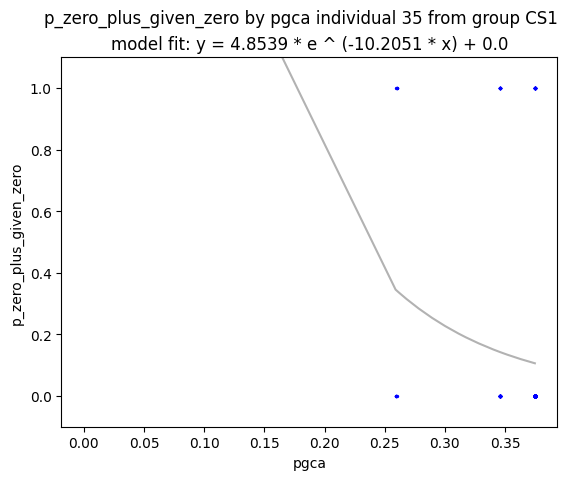 p_zero_plus_given_zero by pgca individual 35 from group CS1
model fit: y = 4.8539 * e ^ (-10.2051 * x) + 0.0
1.0
0.8
0.6
0.4
0.2
0.0
p_zero_plus_given_zero
0.00 0.05 0.10 0.15 0.20 0.25 0.30 0.35
pgca